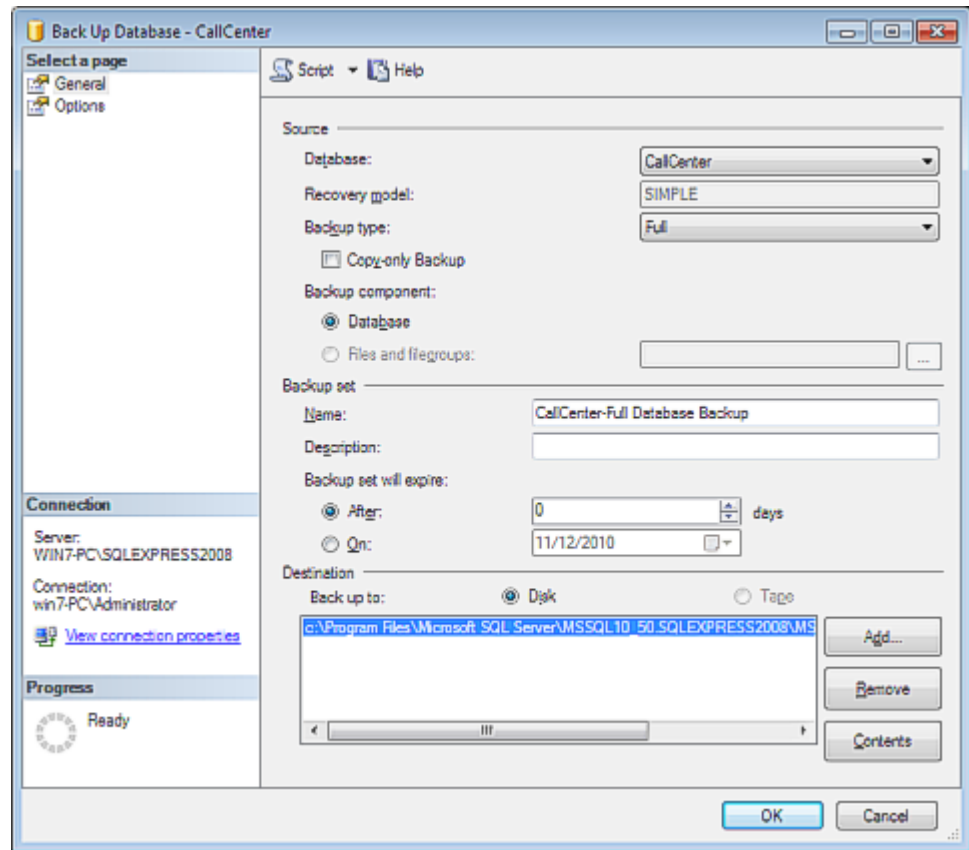 Back Up Database - CallCenter
Select a page
General
Options
Script Help
Source
Database: CallCenter
Recovery model: SIMPLE
Backup type: Full
Copy-only Backup
Backup component:
Database
Files and filegroups: ...
Backup set
Name: CallCenter-Full Database Backup
Description:
Backup set will expire:
After: 0 days
On: 11/12/2010
Destination
Back up to: Disk Tape
c:\Program Files\Microsoft SQL Server\MSSQL10_50.SQLEXPRESS2008\MS
Add...
Remove
Contents
Connection
Server:
WIN7-PC\SQLEXPRESS2008
Connection:
win7-PC\Administrator
View connection properties
Progress
Ready
OK Cancel